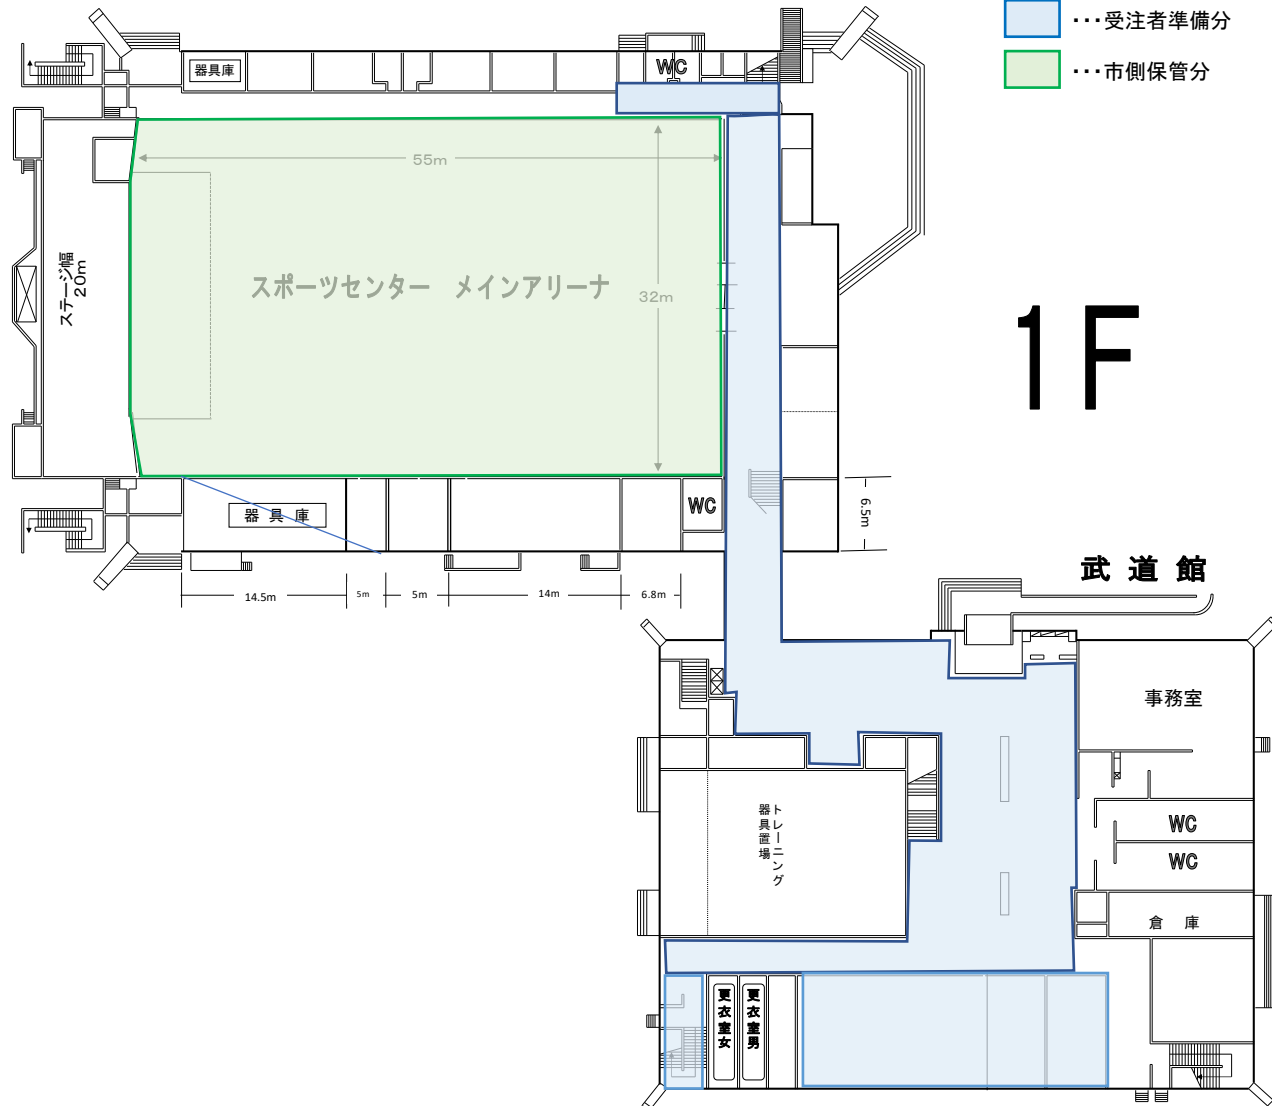 ・・・受注者準備分
・・・市側保管分
器具庫
WC
55m
ステージ幅
20m
スポーツセンター メインアリーナ
32m
1F
器 具 庫
WC
6.5m
14.5m
5m
5m
14m
6.8m
武 道 館
事務室
トレーニング
器具置場
WC
WC
倉 庫
更衣室女
更衣室男